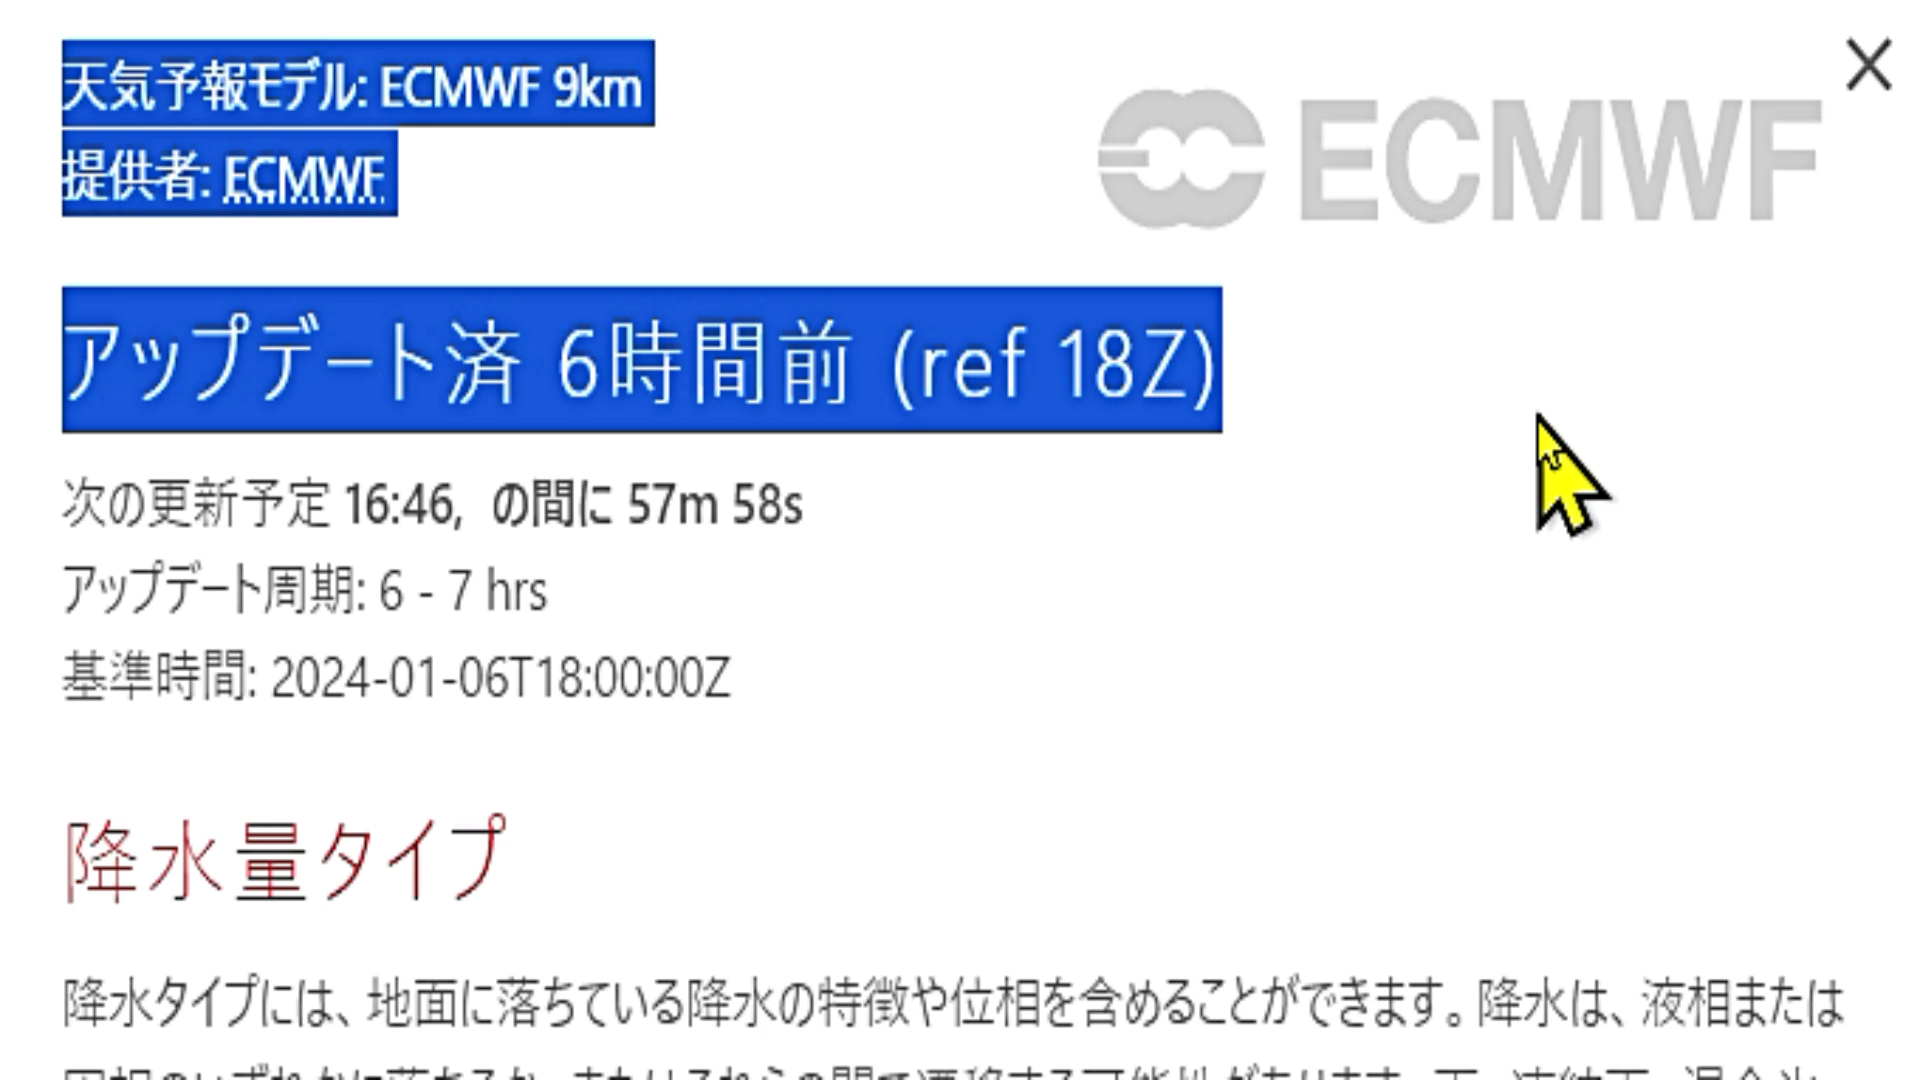 天気予報モデル: ECMWF 9km
提供者: ECMWF
ECMWF
アップデート済 6時間前 (ref 18Z)
次の更新予定 16:46, の間に 57m 58s
アップデート周期: 6 - 7 hrs
基準時間: 2024-01-06T18:00:00Z
降水量タイプ
降水タイプには、地面に落ちている降水の特徴や位相を含めることができます。降水は、液相または